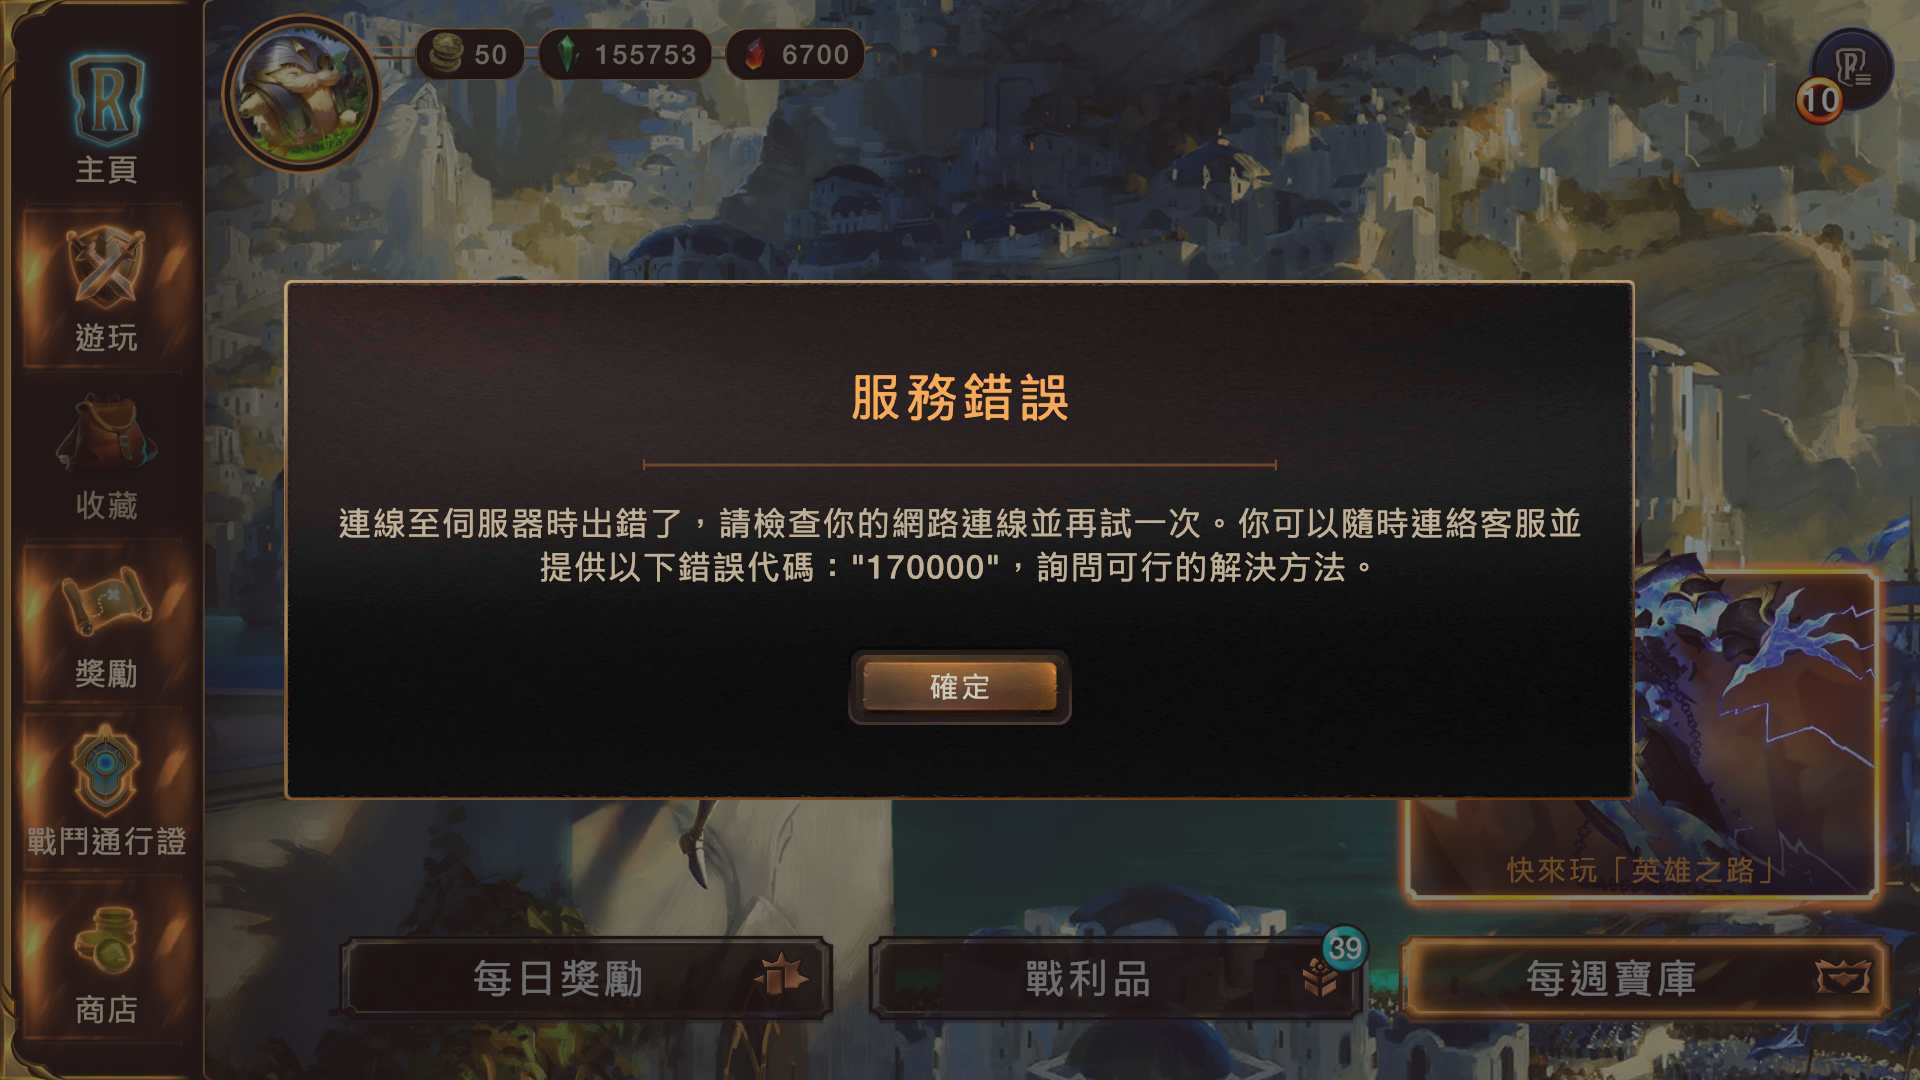 50
155753
6700
10
主頁
遊玩
收藏
獎勵
戰鬥通行證
商店
服務錯誤
連線至伺服器時出錯了，請檢查你的網路連線並再試一次。你可以隨時連絡客服並
提供以下錯誤代碼："170000"，詢問可行的解決方法。
確定
快來玩「英雄之路」
每日獎勵
戰利品
39
每週寶庫